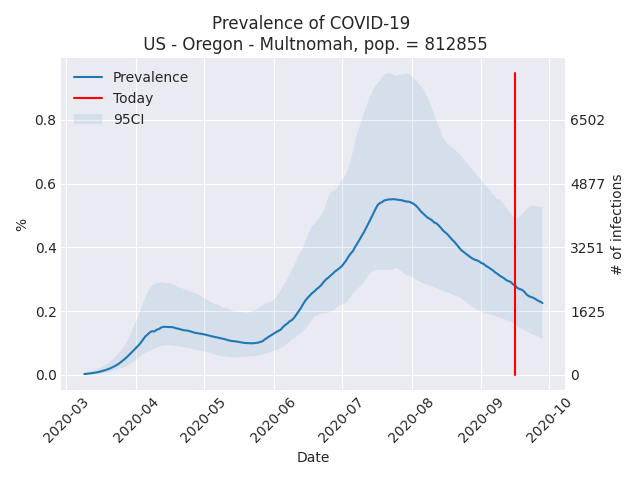 Prevalence of COVID-19
US - Oregon - Multnomah, pop. = 812855
Prevalence
Today
95CI
%
0.8
0.6
0.4
0.2
0.0
6502
4877
3251
1625
0
# of infections
2020-03
2020-04
2020-05
2020-06
2020-07
2020-08
2020-09
2020-10
Date